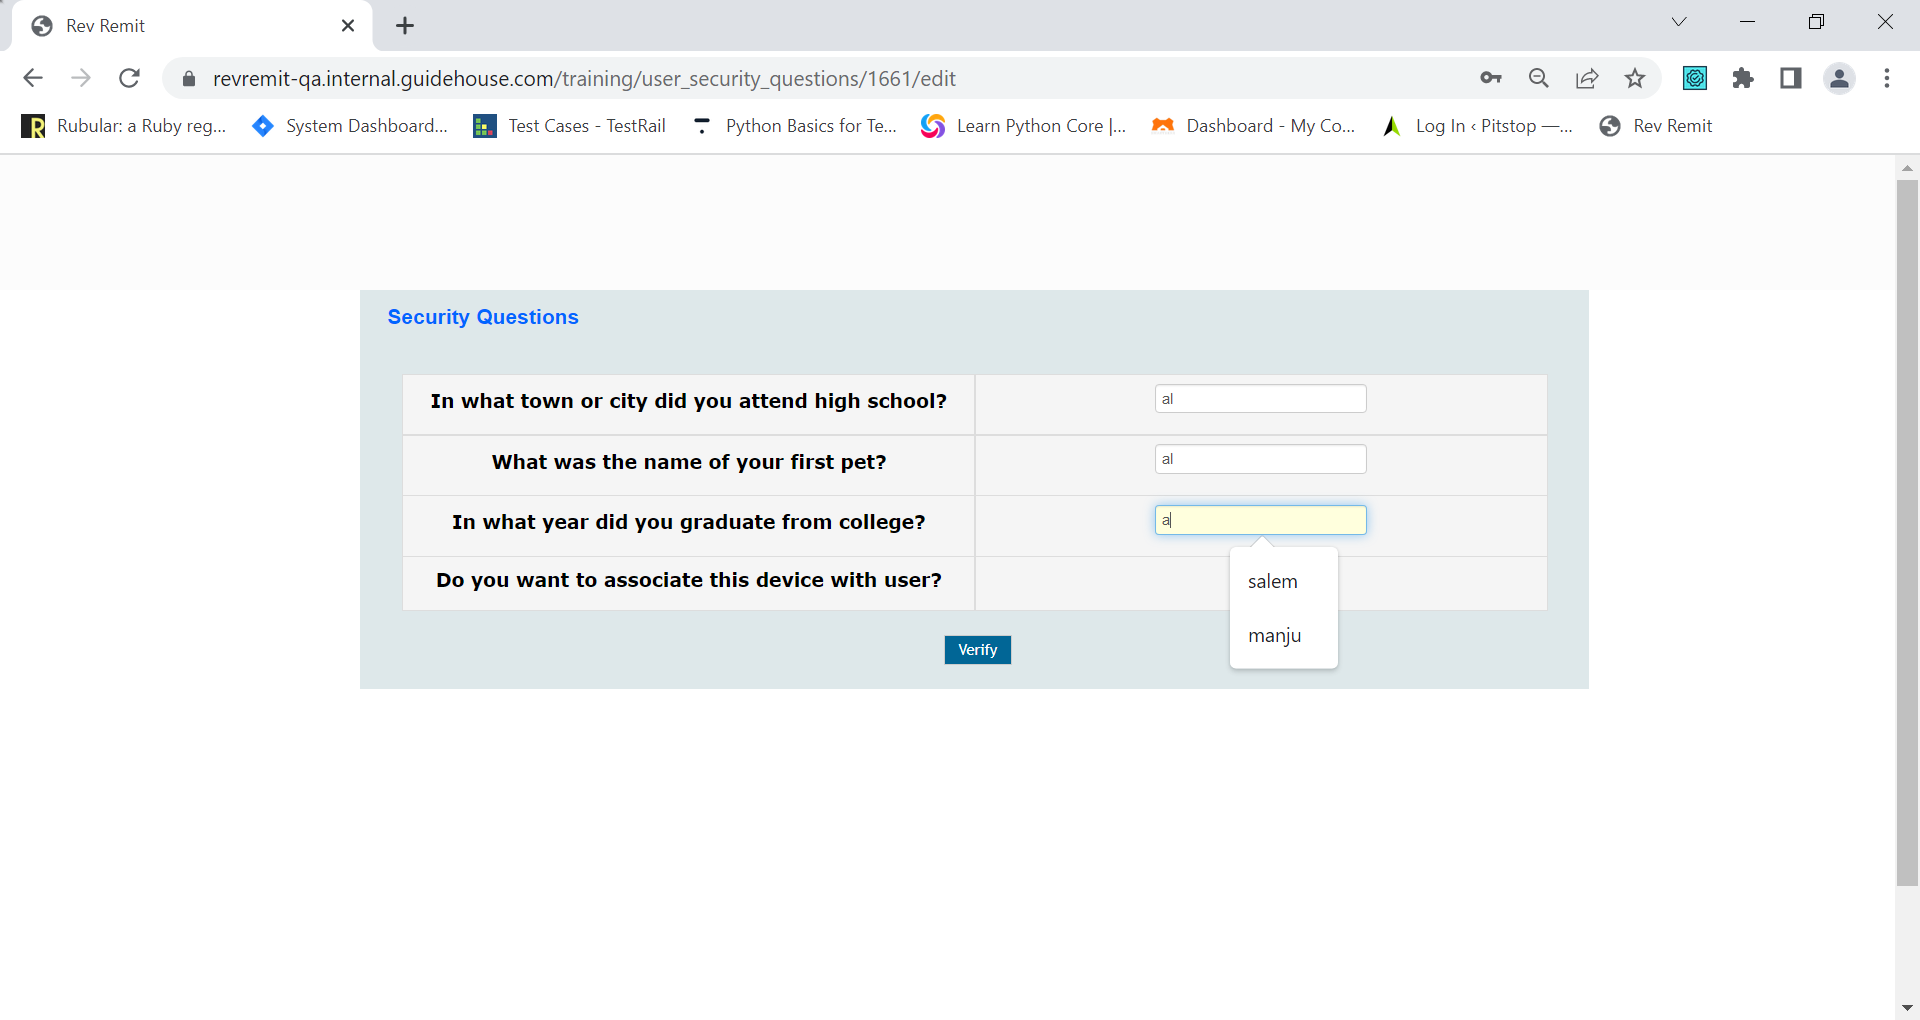 Rev Remit
revremit-qa.internal.guidehouse.com/training/user_security_questions/1661/edit
Rubular: a Ruby reg... System Dashboard... Test Cases - TestRail Python Basics for Te... Learn Python Core |... Dashboard - My Co... Log In ‹ Pitstop —... Rev Remit
Security Questions
In what town or city did you attend high school? al
What was the name of your first pet? al
In what year did you graduate from college? a
Do you want to associate this device with user?
salem
manju
Verify